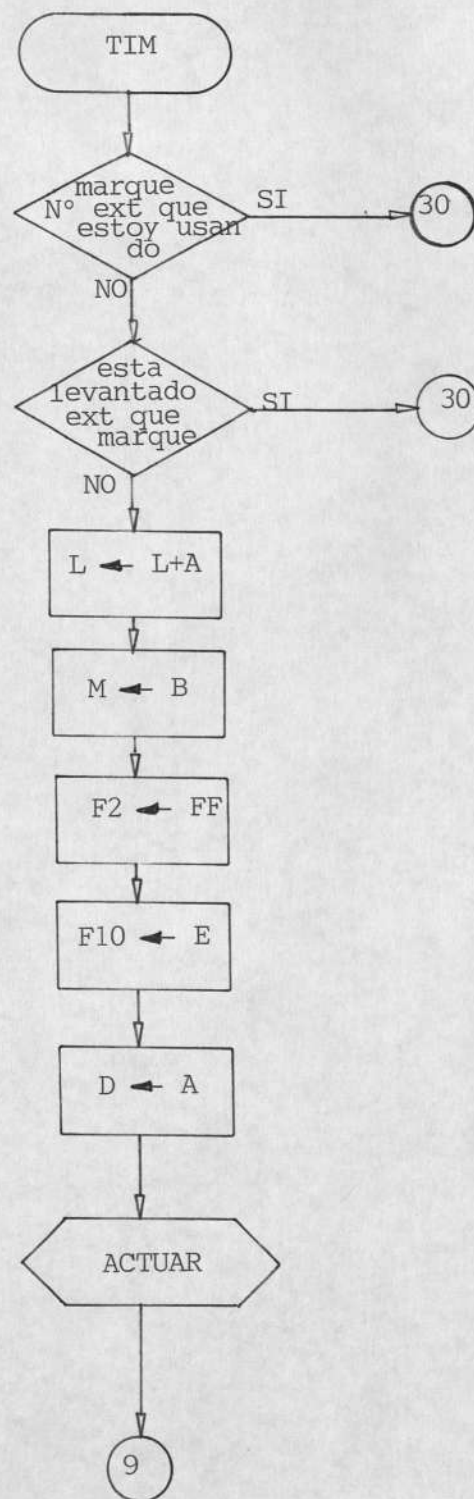 TIM
marque
N° ext que
estoy usan
do
SI
30
NO
esta
levantado
ext que
marque
SI
30
NO
L ← L+A
M ← B
F2 ← FF
F10 ← E
D ← A
ACTUAR
9